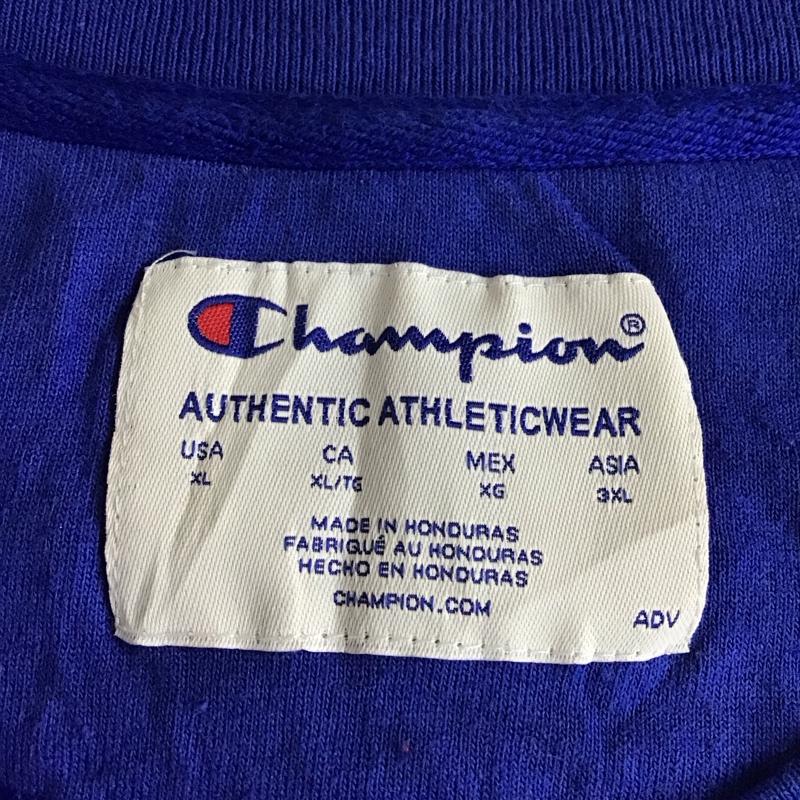 Champion®
AUTHENTIC ATHLETICWEAR
USA CA MEX ASIA
XL XL/TG XG 3XL
MADE IN HONDURAS
FABRIQUÉ AU HONDURAS
HECHO EN HONDURAS
CHAMPION.COM
ADV